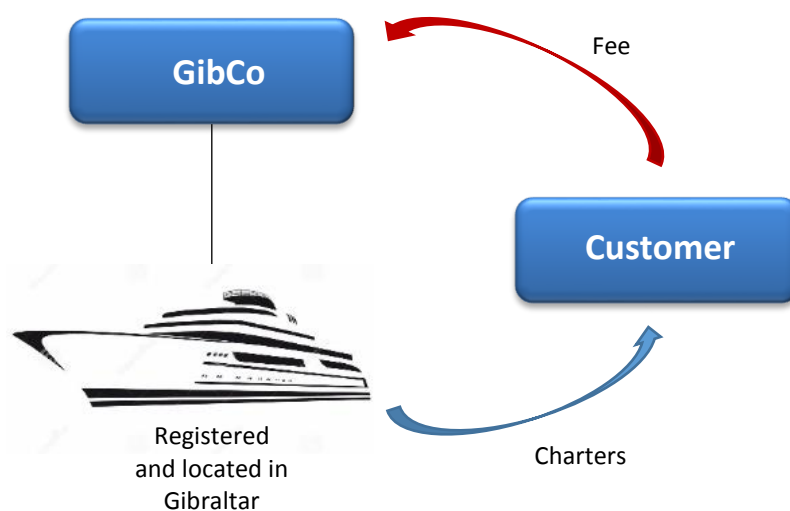 GibCo
Fee
Customer
Registered
and located in
Gibraltar
Charters